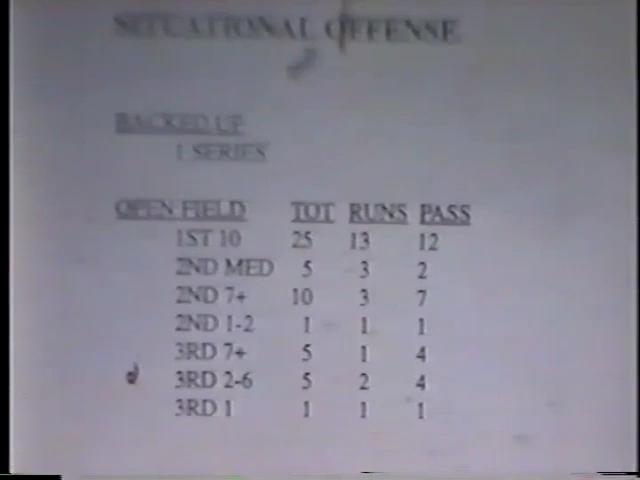 SITUATIONAL OFFENSE
BACKED UP
1 SERIES
OPEN FIELD TOT RUNS PASS
1ST 10 25 13 12
2ND MED 5 3 2
2ND 7+ 10 3 7
2ND 1-2 1 1 1
3RD 7+ 5 1 4
3RD 2-6 5 2 4
3RD 1 1 1 1